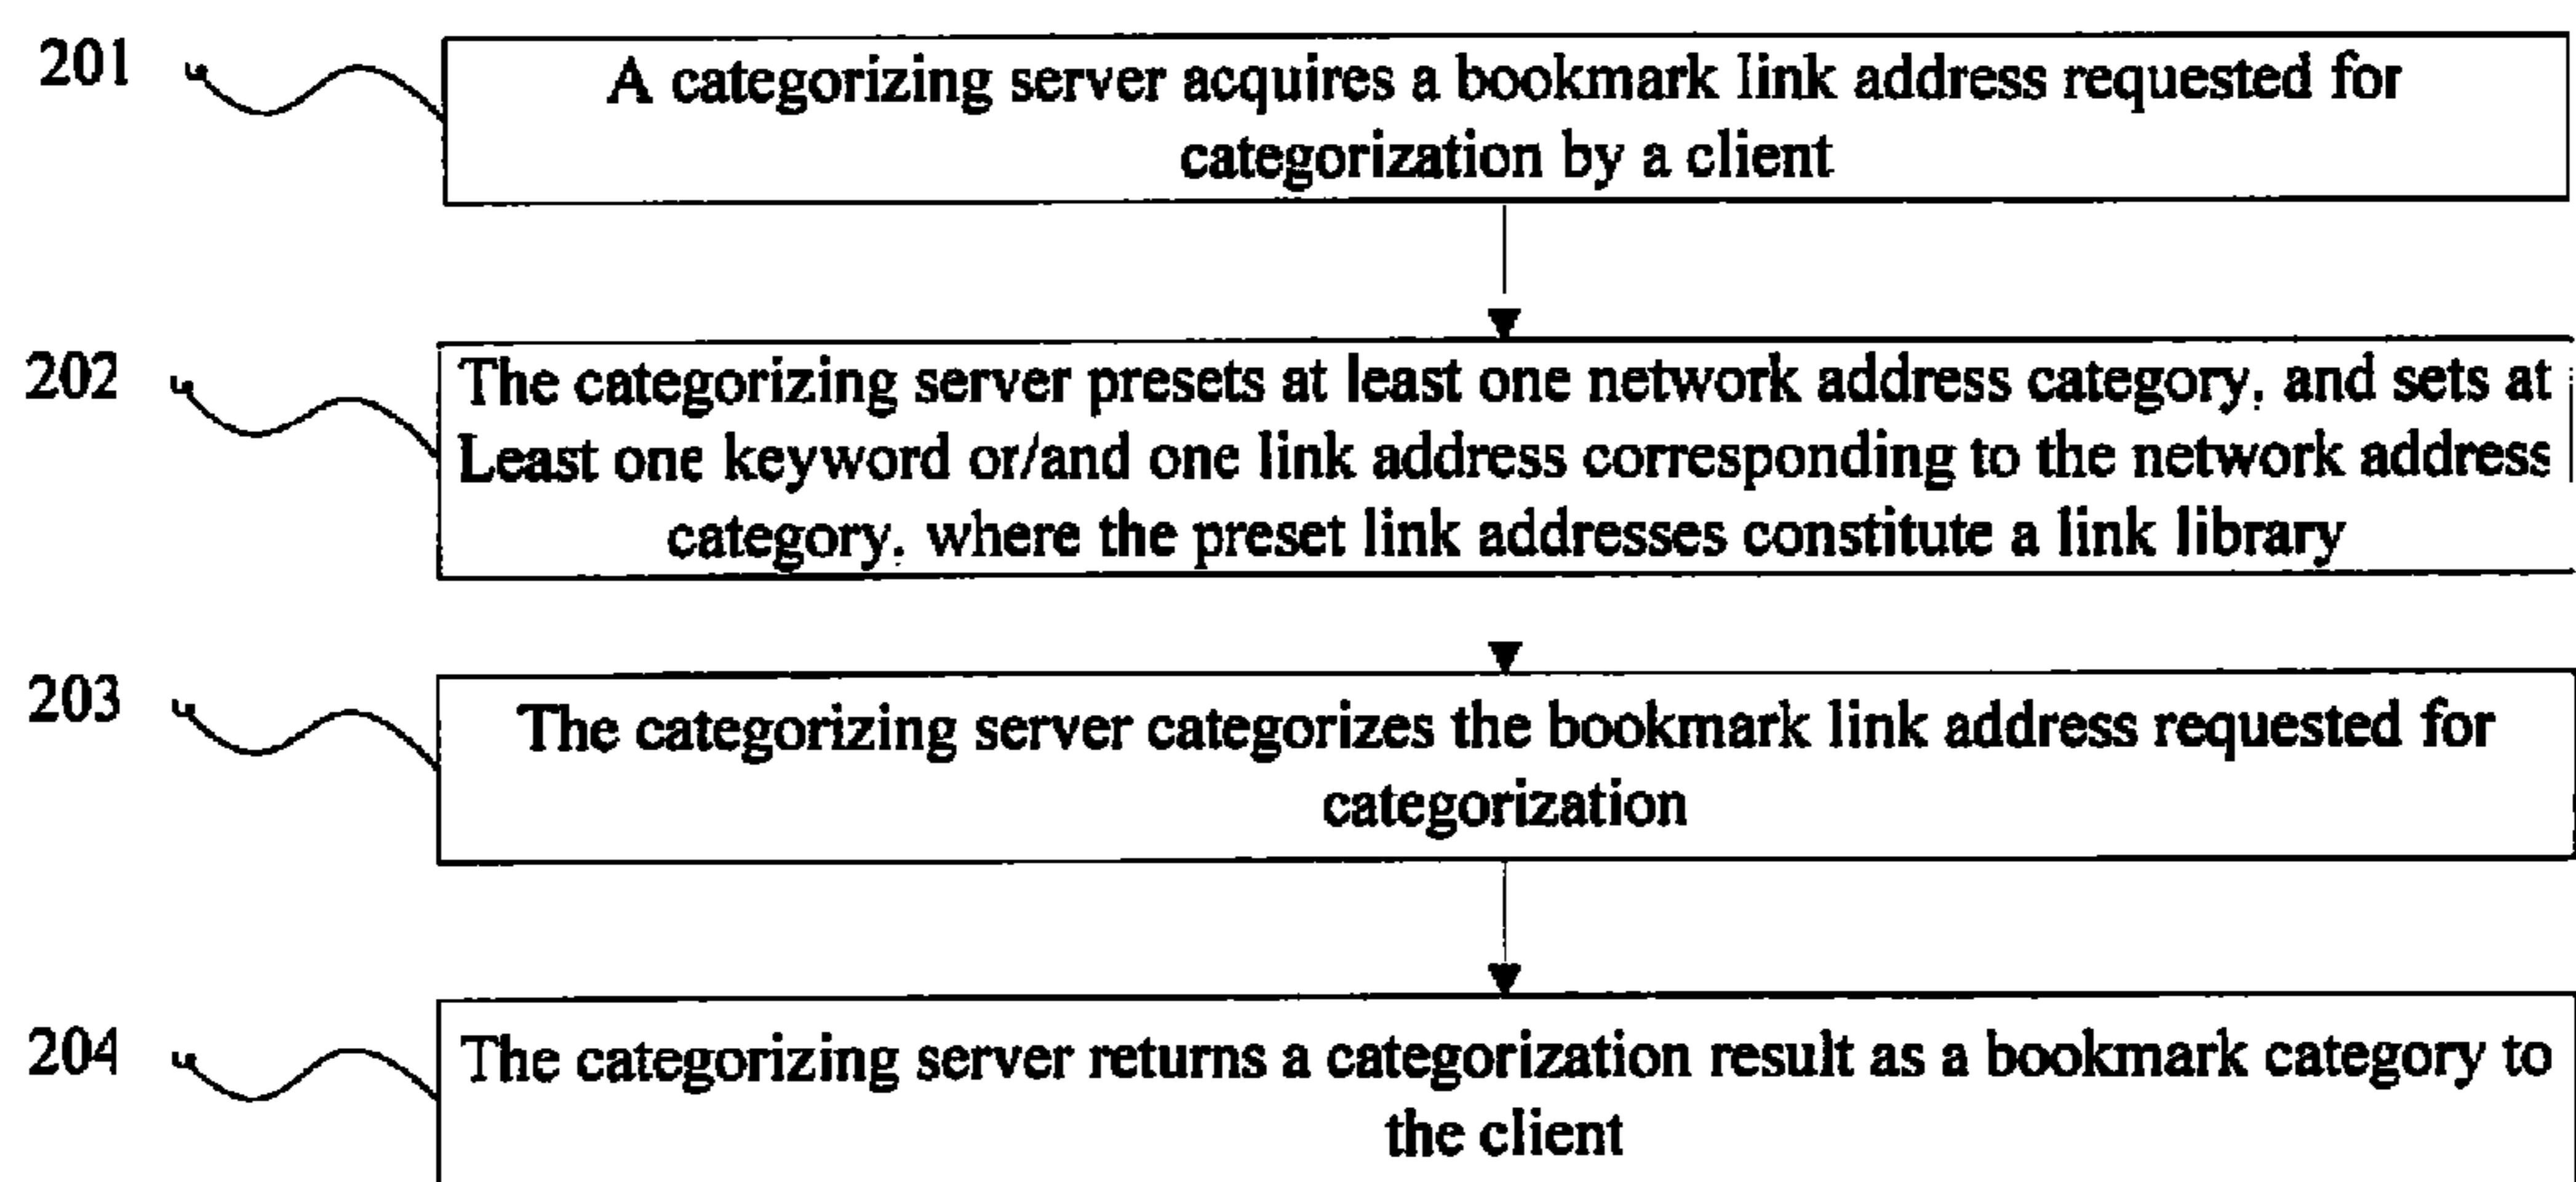 201
A categorizing server acquires a bookmark link address requested for
categorization by a client
202
The categorizing server presets at least one network address category, and sets at
Least one keyword or/and one link address corresponding to the network address
category, where the preset link addresses constitute a link library
203
The categorizing server categorizes the bookmark link address requested for
categorization
204
The categorizing server returns a categorization result as a bookmark category to
the client